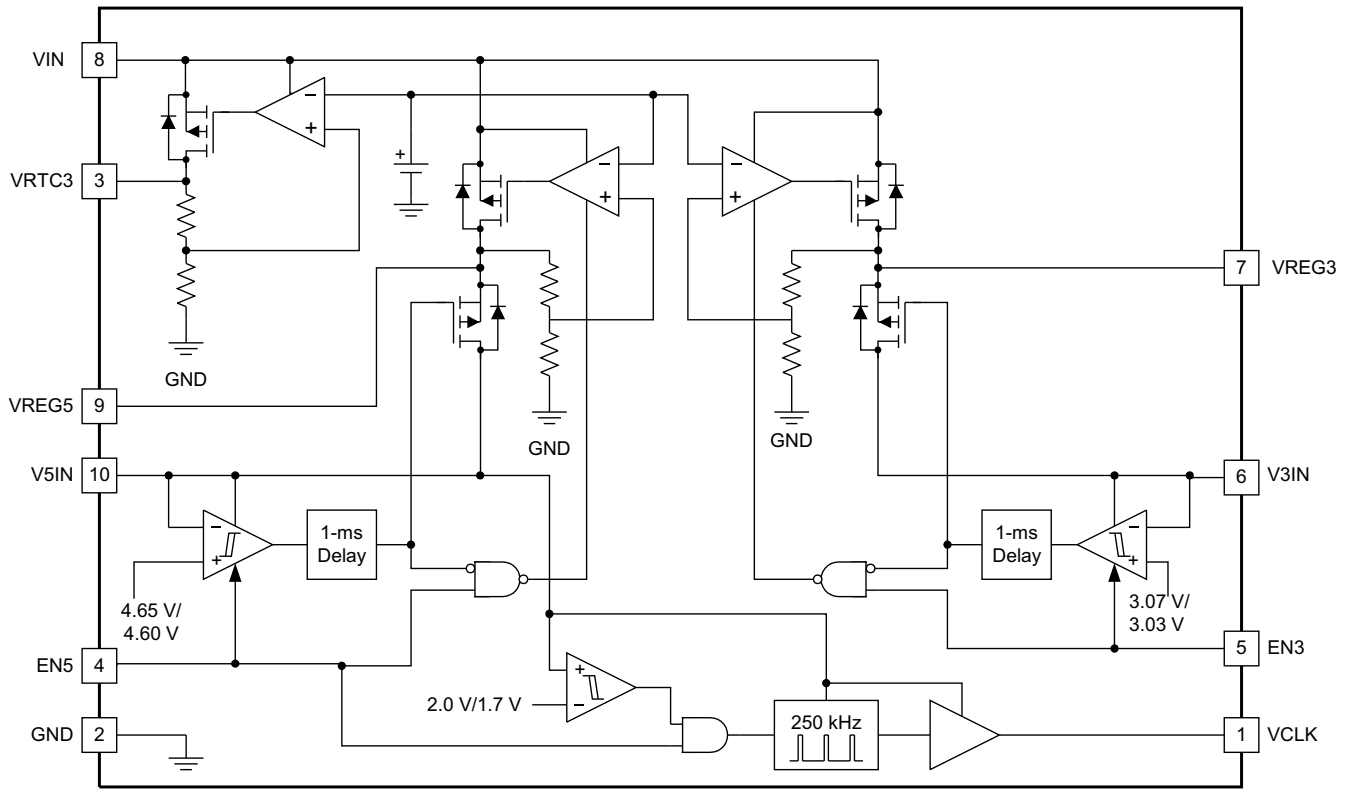 VIN 8
− +
+
− +
− +
VRTC3 3
7 VREG3
GND
VREG5 9
GND
GND
V5IN 10
6 V3IN
− +
1-ms
Delay
1-ms
Delay
− +
4.65 V/
4.60 V
3.07 V/
3.03 V
EN5 4
5 EN3
+ −
2.0 V/1.7 V
250 kHz
GND 2
1 VCLK